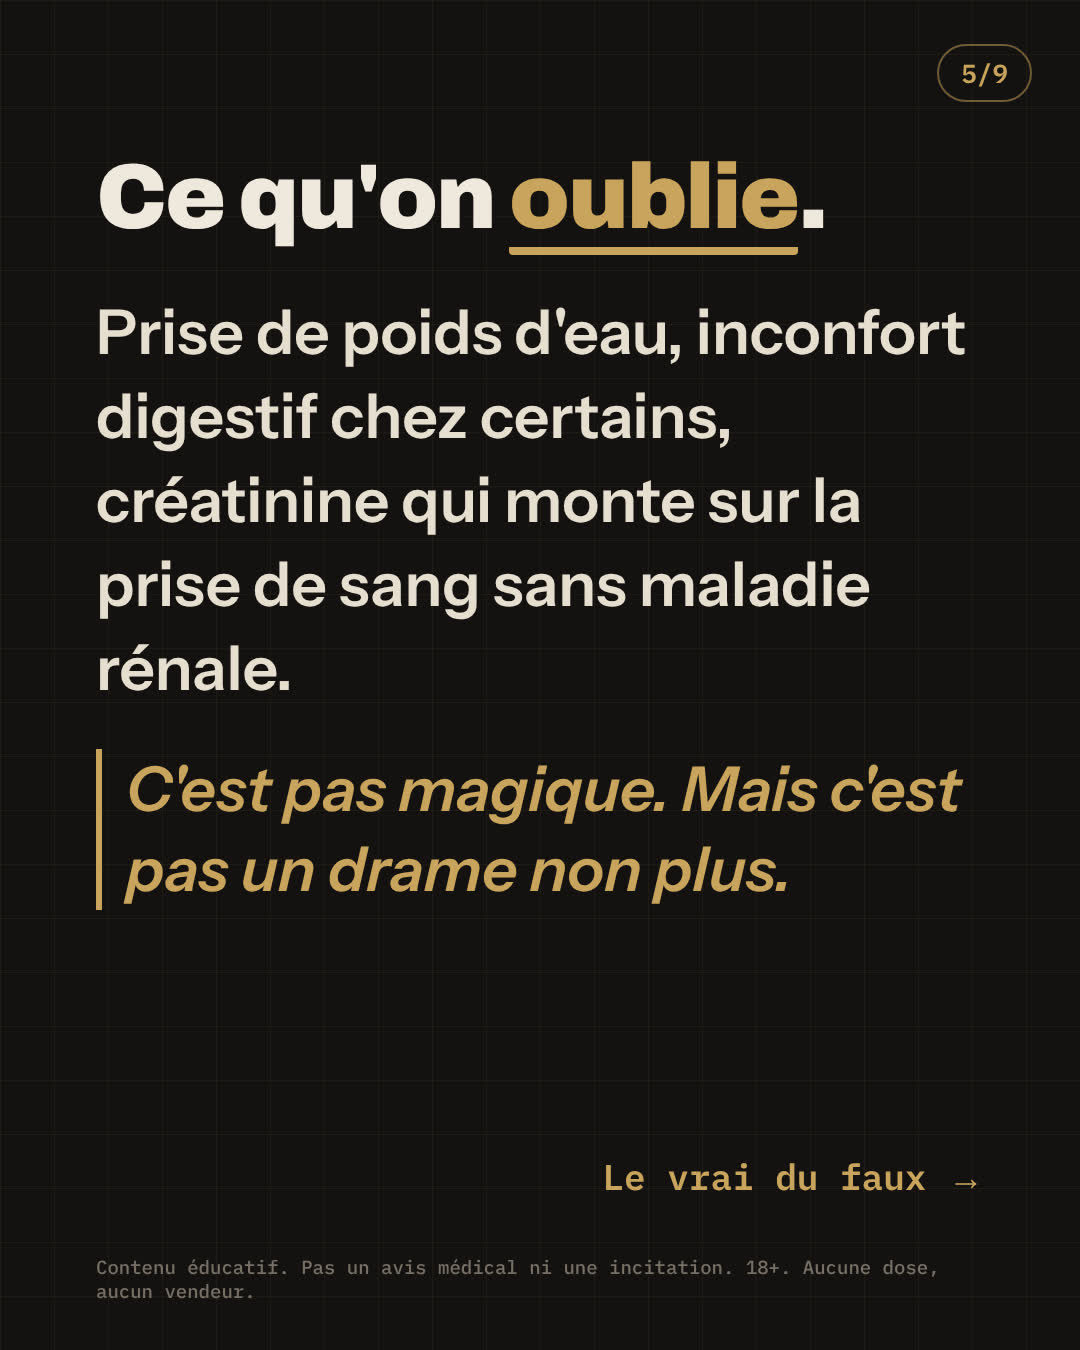 5/9
Ce qu'on oublie.
Prise de poids d'eau, inconfort
digestif chez certains,
créatinine qui monte sur la
prise de sang sans maladie
rénale.
C'est pas magique. Mais c'est
pas un drame non plus.
Le vrai du faux →
Contenu éducatif. Pas un avis médical ni une incitation. 18+. Aucune dose,
aucun vendeur.